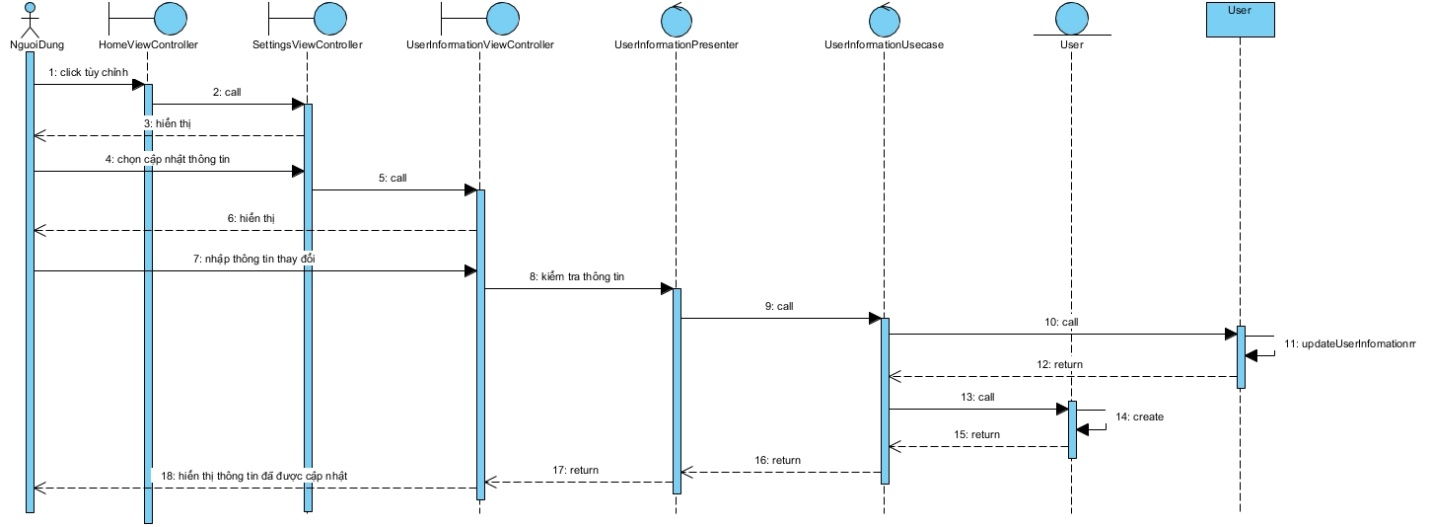 User
NguoiDung
HomeViewController
SettingsViewController
UserInformationViewController
UserInformationPresenter
UserInformationUsecase
User
1: click tùy chỉnh
2: call
3: hiển thị
4: chọn cập nhật thông tin
5: call
6: hiển thị
7: nhập thông tin thay đổi
8: kiểm tra thông tin
9: call
10: call
11: updateUserInfomationrr
12: return
13: call
14: create
15: return
16: return
17: return
18: hiển thị thông tin đã được cập nhật